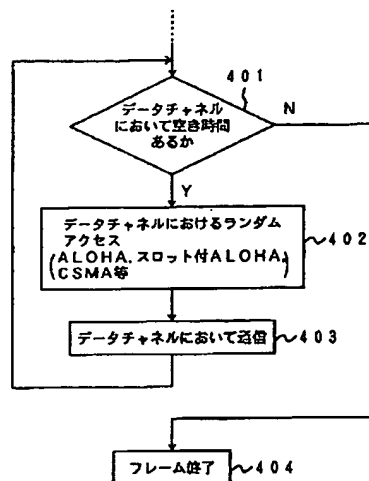 401
データチャネル
において空き時間
あるか
N
Y
データチャネルにおけるランダム
アクセス
(ALOHA,スロット付ALOHA,
CSMA等)
402
データチャネルにおいて送信
403
フレーム終了
404